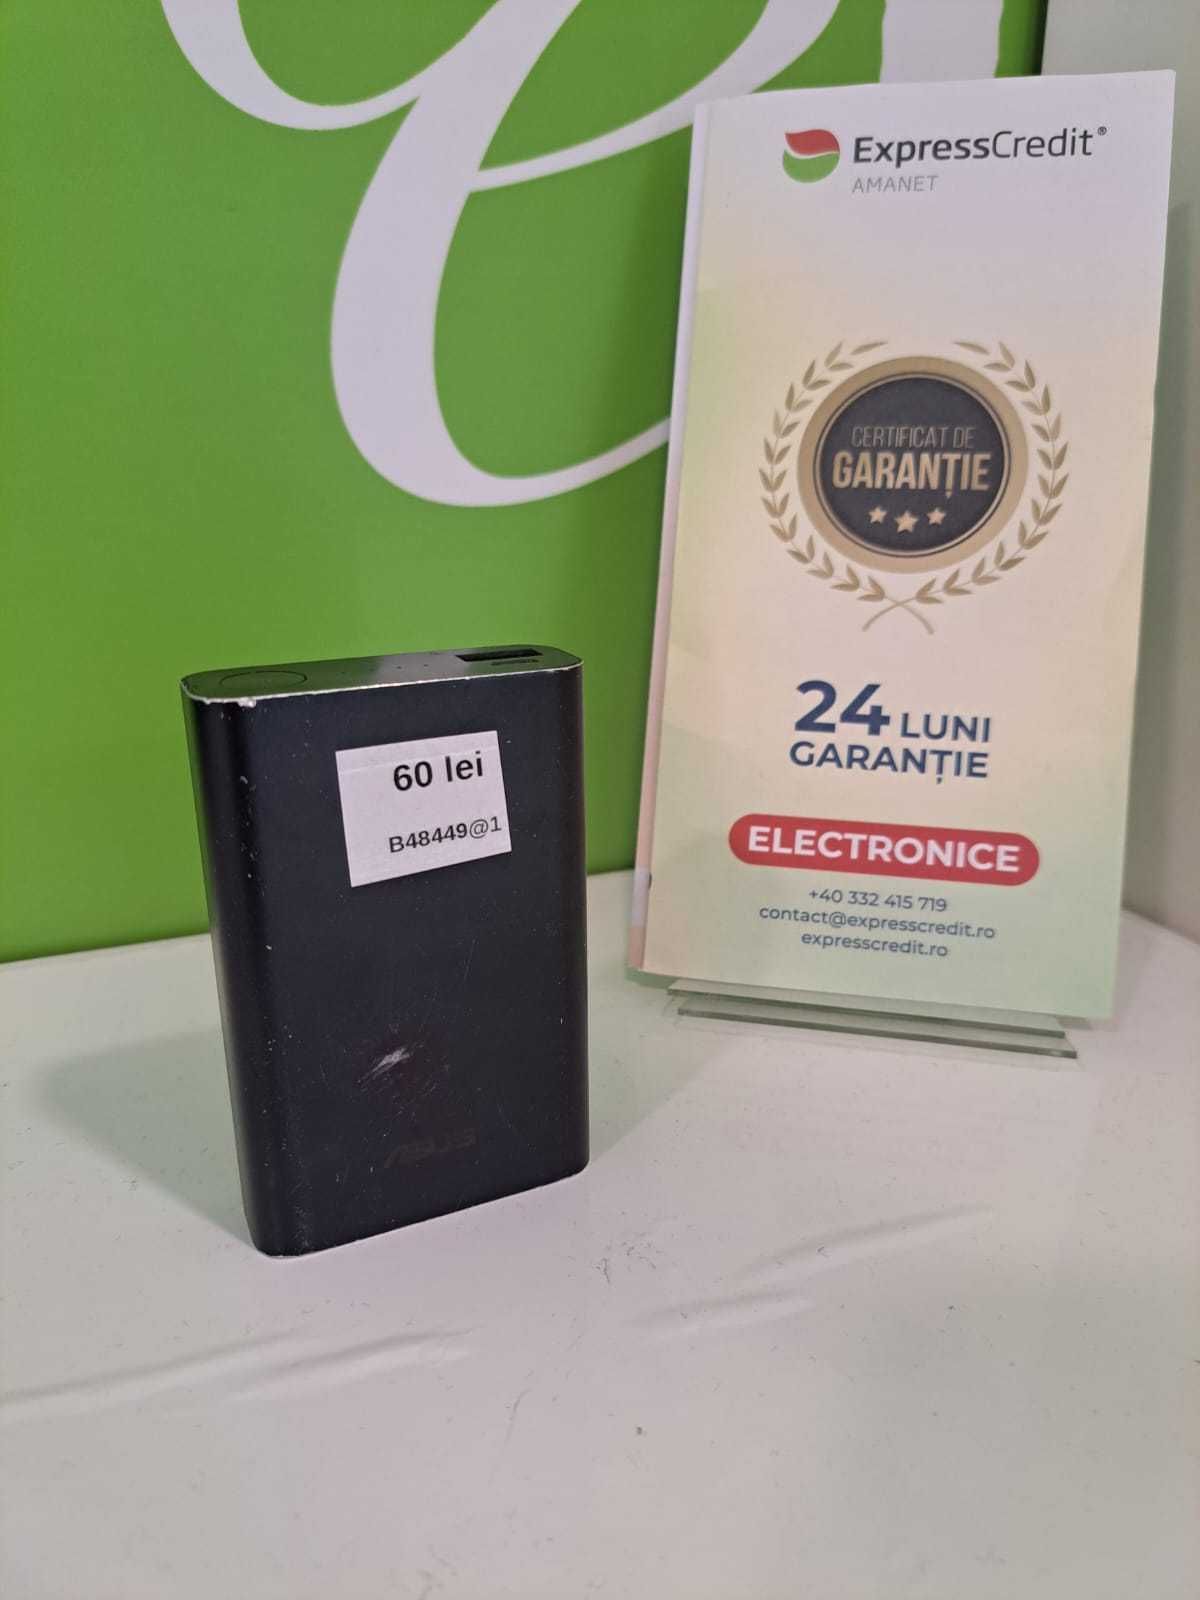 ExpressCredit®
AMANET
CERTIFICAT DE
GARANȚIE
24 LUNI
GARANȚIE
ELECTRONICE
+40 332 415 719
contact@expresscredit.ro
expresscredit.ro
60 lei
B48449@1
ASUS